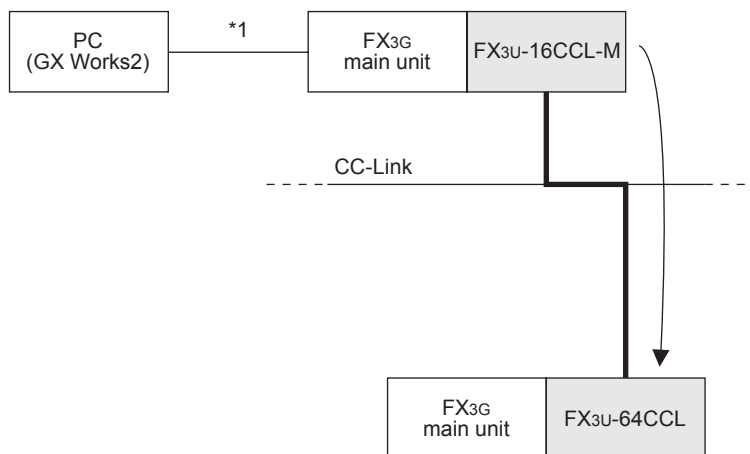 PC
(GX Works2)
*1
FX3G
main unit
FX3U-16CCL-M
CC-Link
FX3G
main unit
FX3U-64CCL